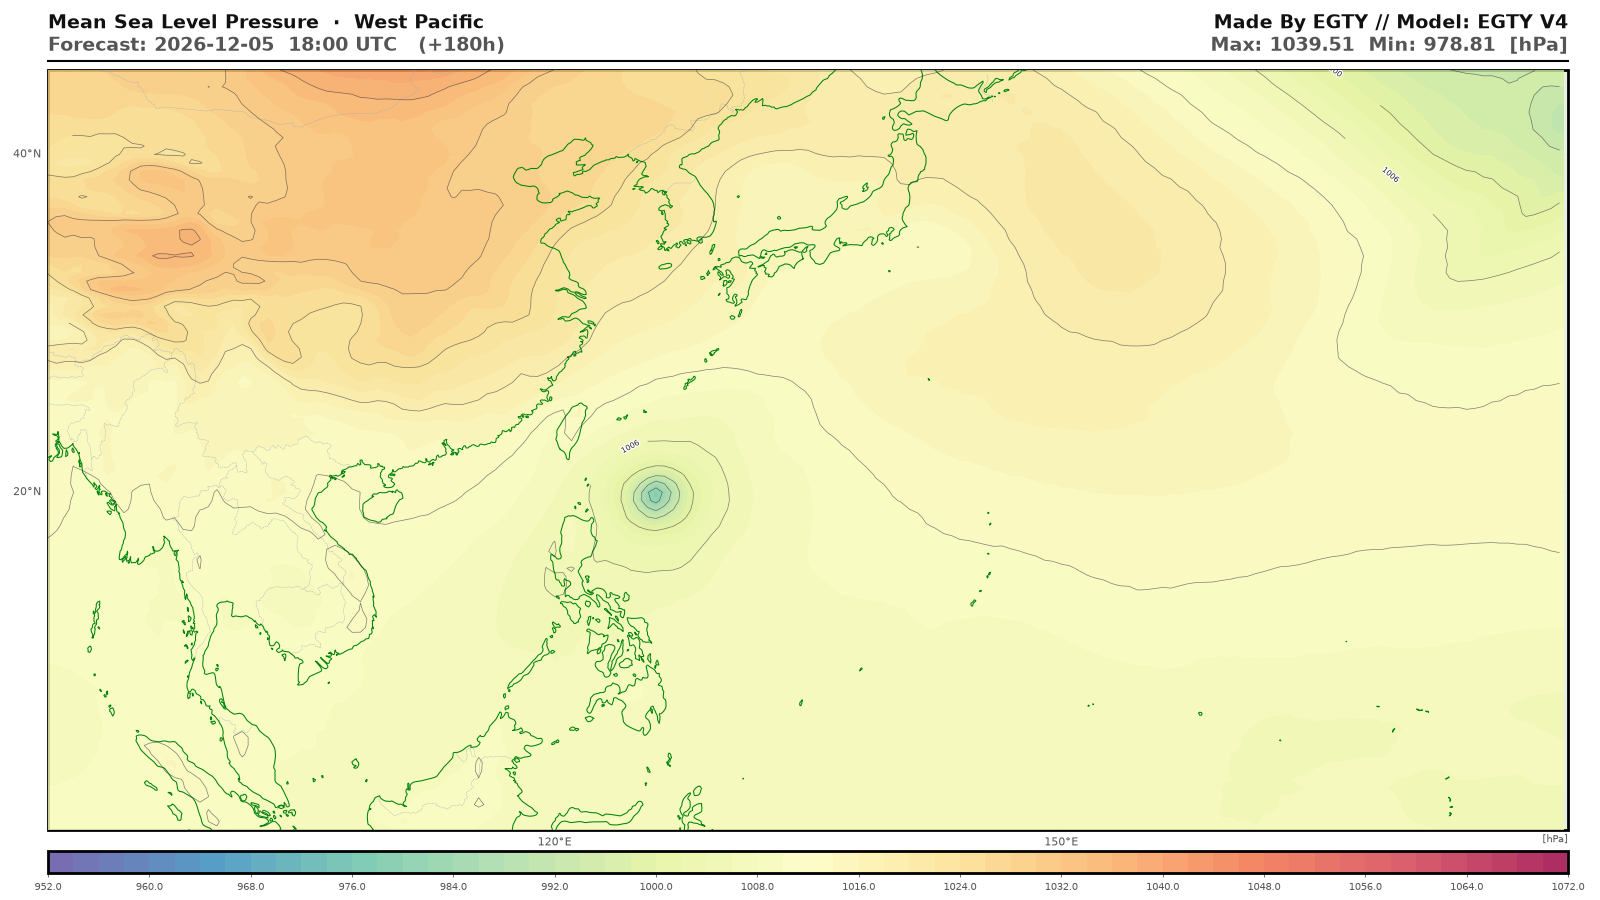 Mean Sea Level Pressure · West Pacific
Made By EGTY // Model: EGTY V4
Forecast: 2026-12-05 18:00 UTC (+180h)
Max: 1039.51 Min: 978.81 [hPa]
40°N
1006
1006
20°N
120°E
150°E
[hPa]
952.0 960.0 968.0 976.0 984.0 992.0 1000.0 1008.0 1016.0 1024.0 1032.0 1040.0 1048.0 1056.0 1064.0 1072.0